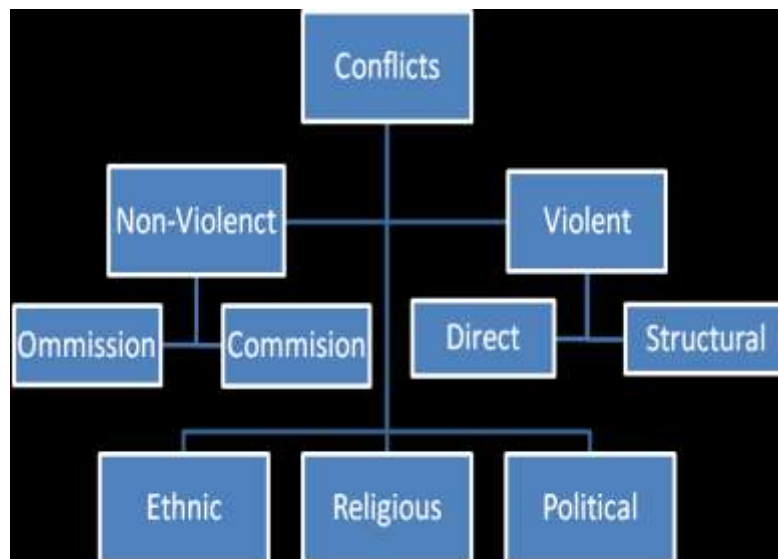 Conflicts
Non-Violenct
Violent
Ommission
Commision
Direct
Structural
Ethnic
Religious
Political